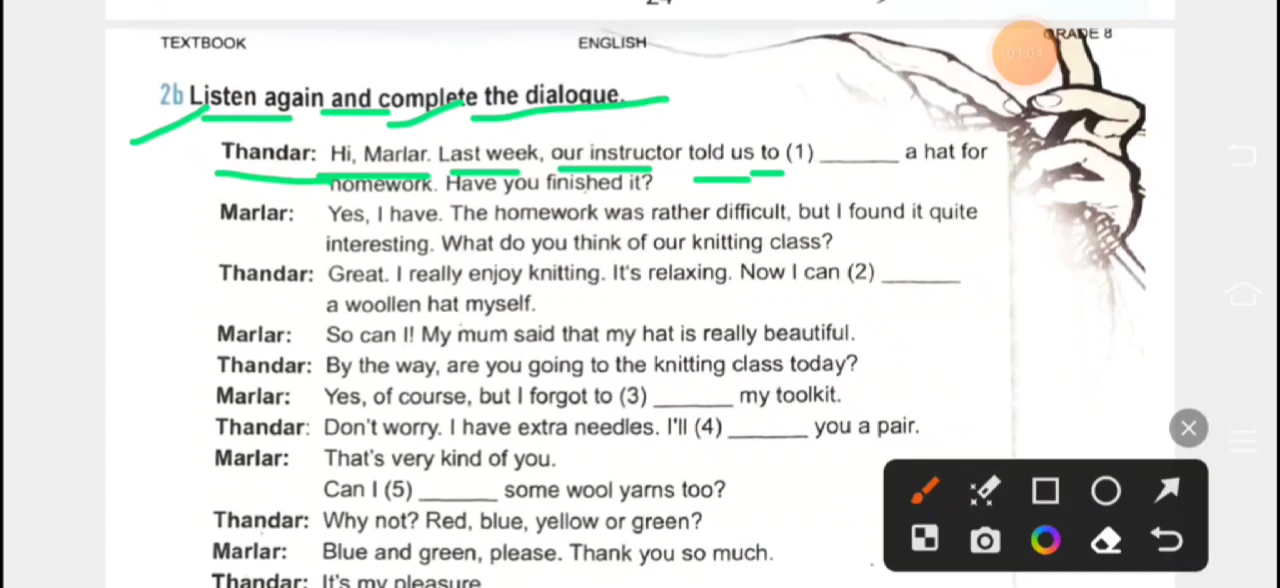 24
TEXTBOOK ENGLISH GRADE 8
2b Listen again and complete the dialogue.
Thandar: Hi, Marlar. Last week, our instructor told us to (1) ______ a hat for
homework. Have you finished it?
Marlar: Yes, I have. The homework was rather difficult, but I found it quite
interesting. What do you think of our knitting class?
Thandar: Great. I really enjoy knitting. It's relaxing. Now I can (2) ______
a woollen hat myself.
Marlar: So can I! My mum said that my hat is really beautiful.
Thandar: By the way, are you going to the knitting class today?
Marlar: Yes, of course, but I forgot to (3) ______ my toolkit.
Thandar: Don't worry. I have extra needles. I'll (4) ______ you a pair.
Marlar: That's very kind of you.
Can I (5) ______ some wool yarns too?
Thandar: Why not? Red, blue, yellow or green?
Marlar: Blue and green, please. Thank you so much.
Thandar: It's my pleasure